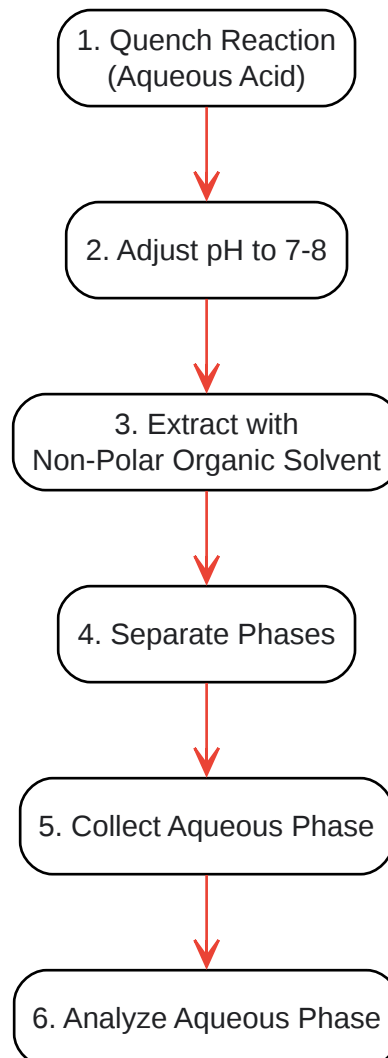 1. Quench Reaction
(Aqueous Acid)
2. Adjust pH to 7-8
3. Extract with
Non-Polar Organic Solvent
4. Separate Phases
5. Collect Aqueous Phase
6. Analyze Aqueous Phase